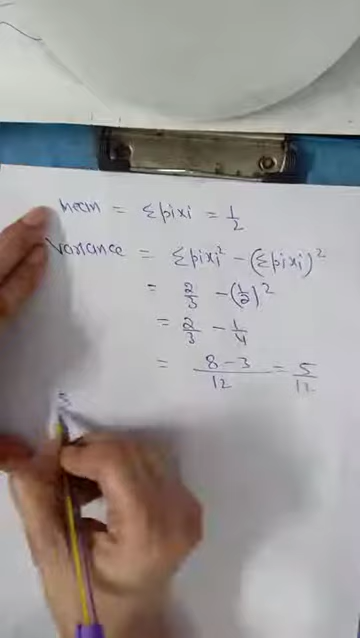 Mean = Σpixi = 1/2
Variance = Σpixi² - (Σpixi)²
= 2/3 - (1/2)²
= 2/3 - 1/4
= 8-3/12 = 5/12